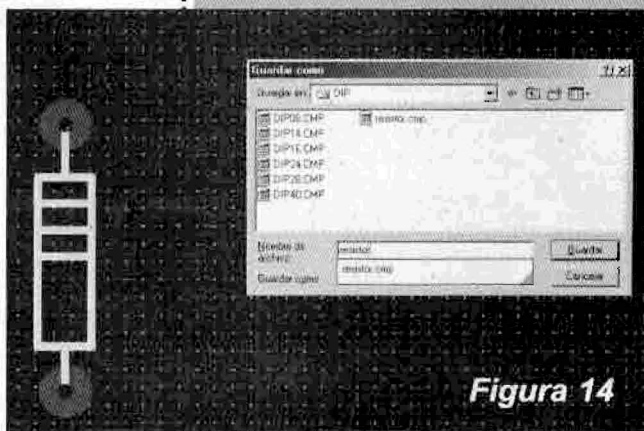 Guardar como
Guardar en: DIP
DIP08.CMP
DIP14.CMP
DIP16.CMP
DIP24.CMP
DIP28.CMP
DIP40.CMP
resistor.cmp
Nombre de archivo: resistor
Guardar
resistor.cmp
Guardar como
Cancelar
Figura 14